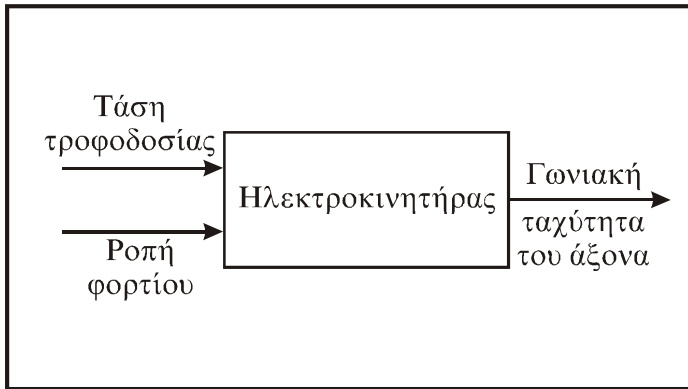 Τάση
τροφοδοσίας
Ροπή
φορτίου
Ηλεκτροκινητήρας
Γωνιακή
ταχύτητα
του άξονα